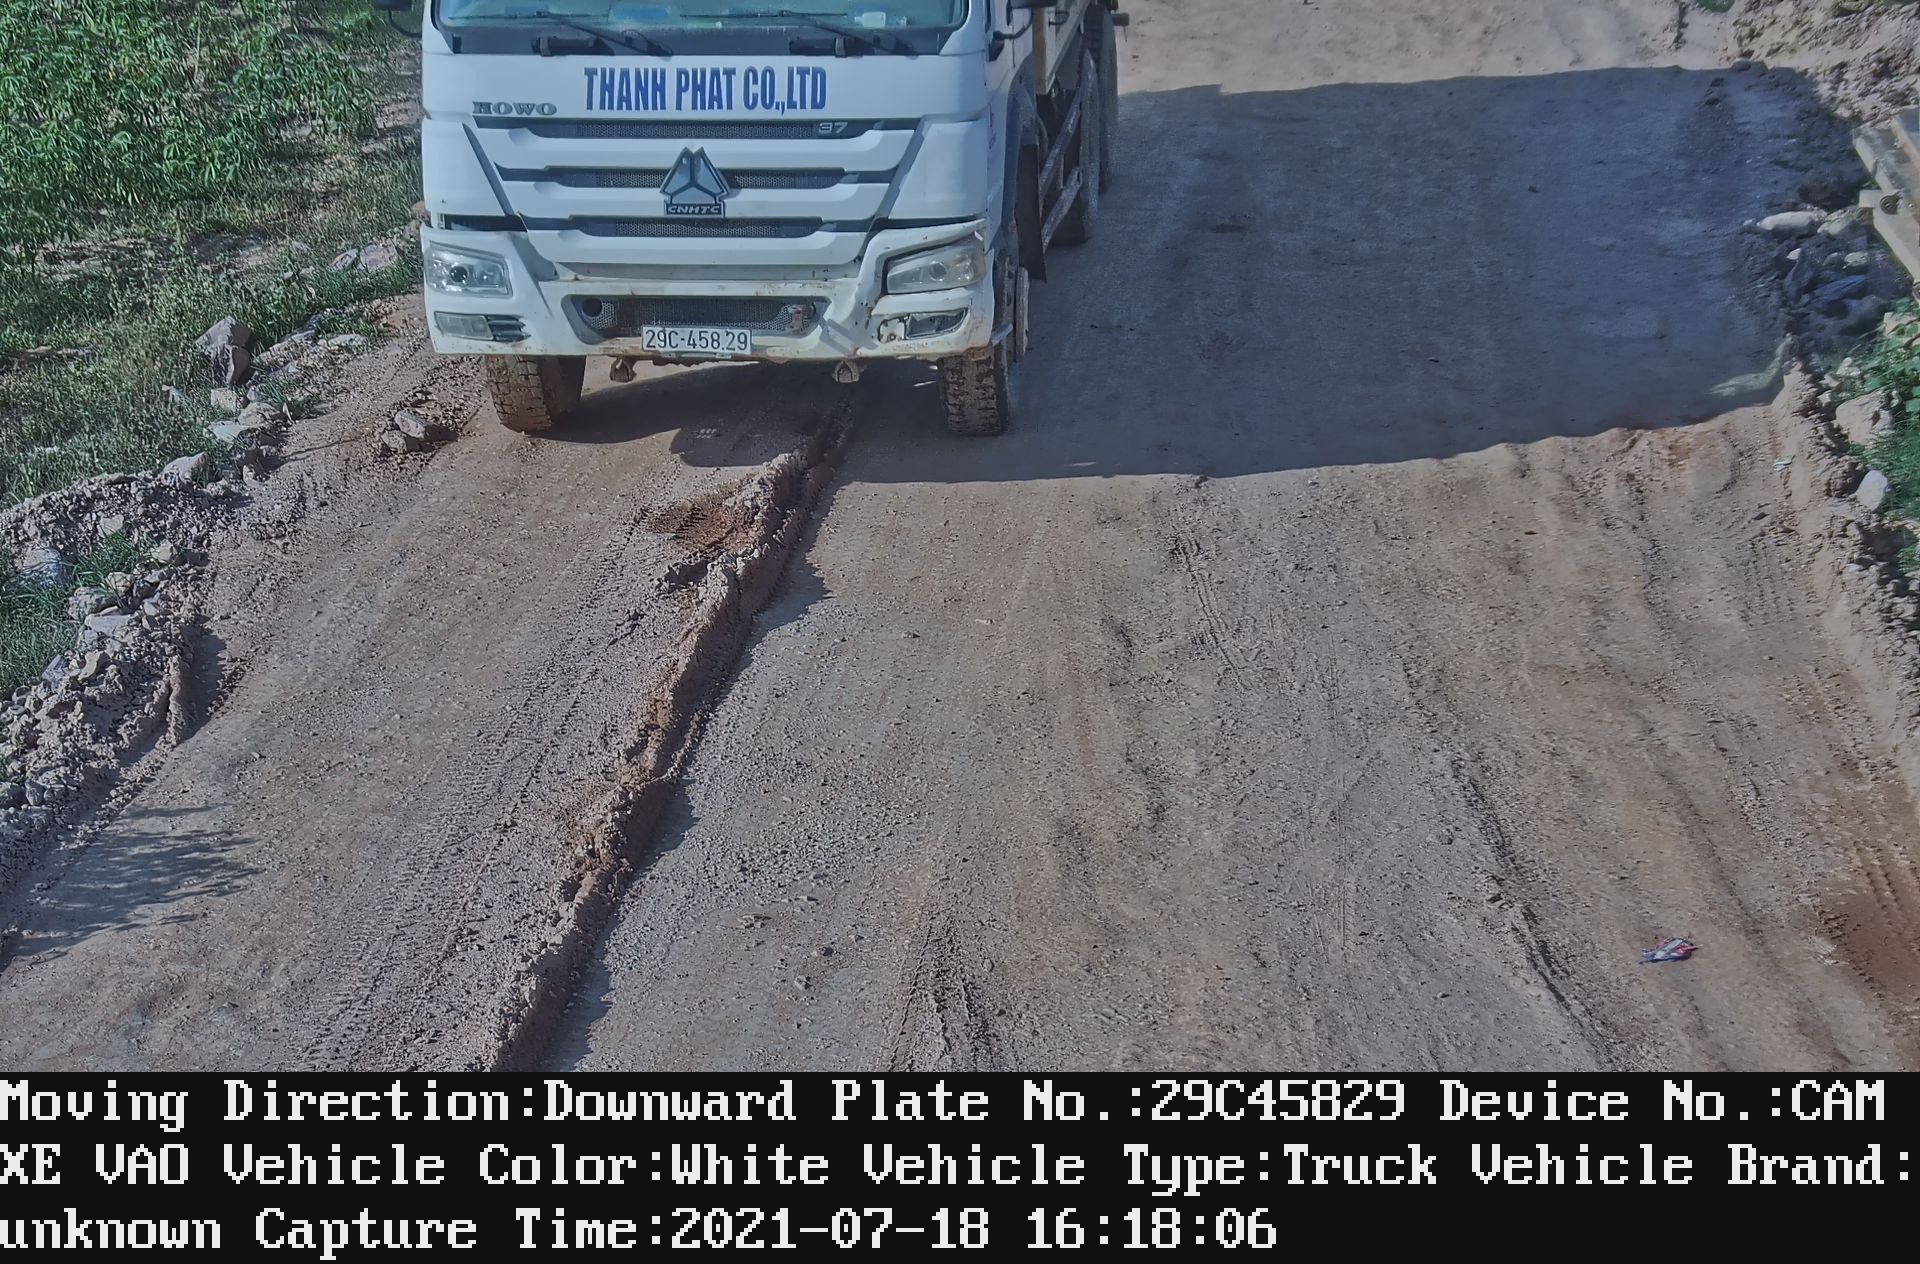 THANH PHAT CO.,LTD
HOWO
37
CNHTC
29C-458.29
Moving Direction:Downward Plate No.:29C45829 Device No.:CAM
XE VAO Vehicle Color:White Vehicle Type:Truck Vehicle Brand:
unknown Capture Time:2021-07-18 16:18:06